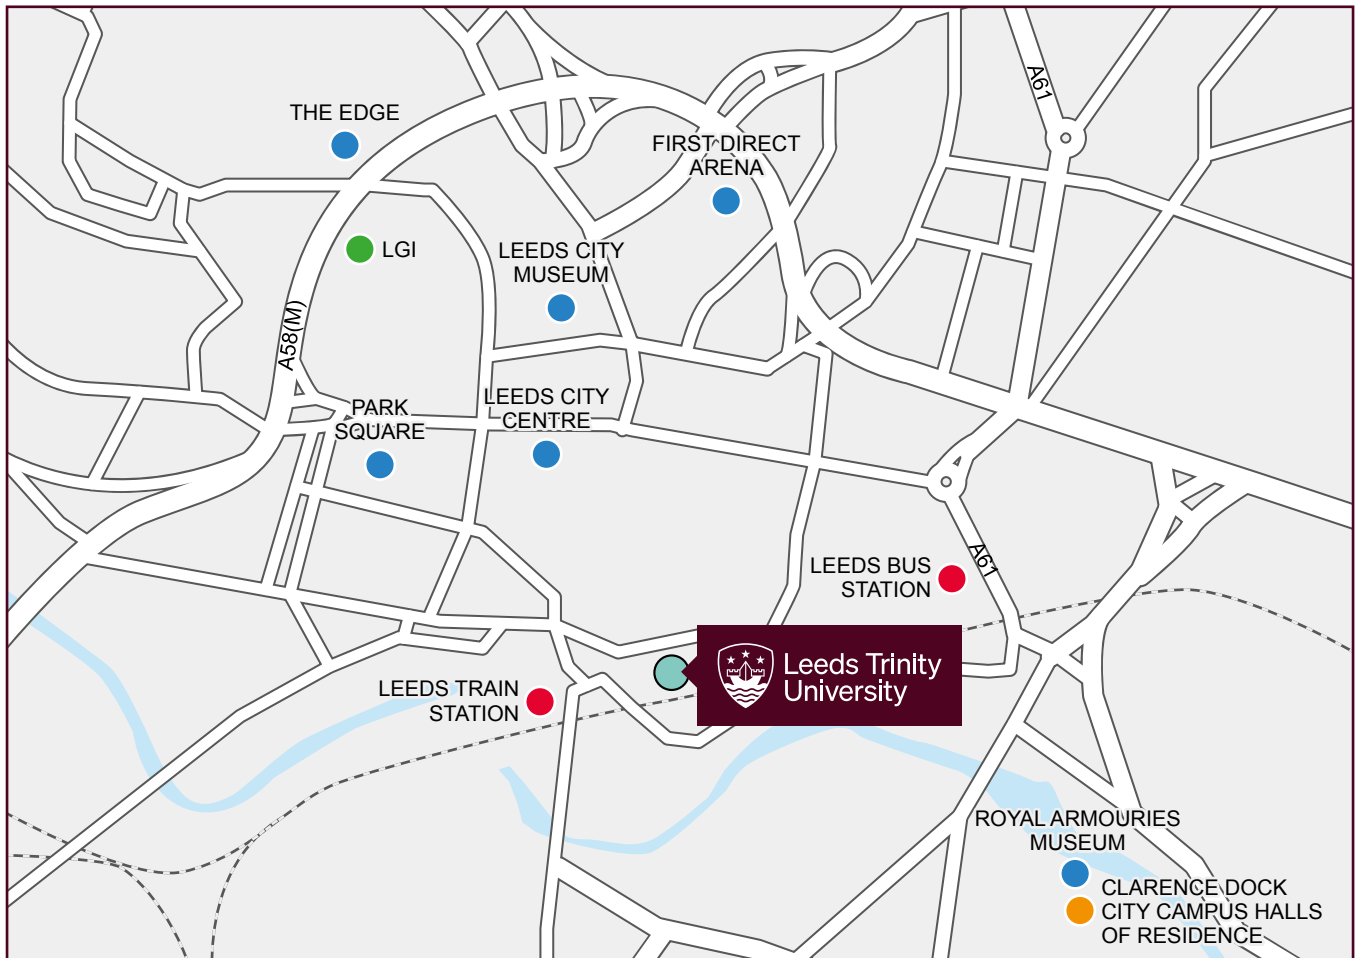 A61
THE EDGE
FIRST DIRECT
ARENA
LGI
LEEDS CITY
MUSEUM
A58(M)
PARK
SQUARE
LEEDS CITY
CENTRE
LEEDS BUS
STATION
A61
Leeds Trinity
University
LEEDS TRAIN
STATION
ROYAL ARMOURIES
MUSEUM
CLARENCE DOCK
CITY CAMPUS HALLS
OF RESIDENCE